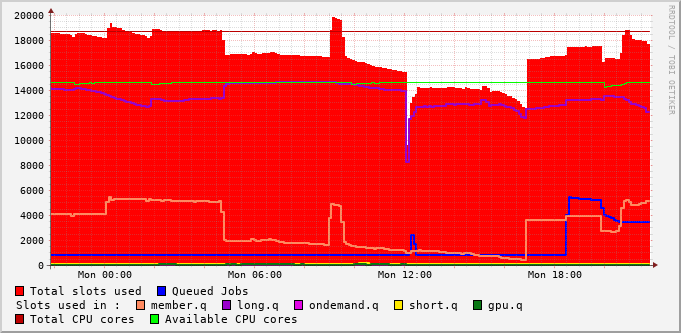 20000
18000
16000
14000
12000
10000
8000
6000
4000
2000
0
Mon 00:00 Mon 06:00 Mon 12:00 Mon 18:00
RRDTOOL / TOBI OETIKER
Total slots used Queued Jobs
Slots used in : member.q long.q ondemand.q short.q gpu.q
Total CPU cores Available CPU cores